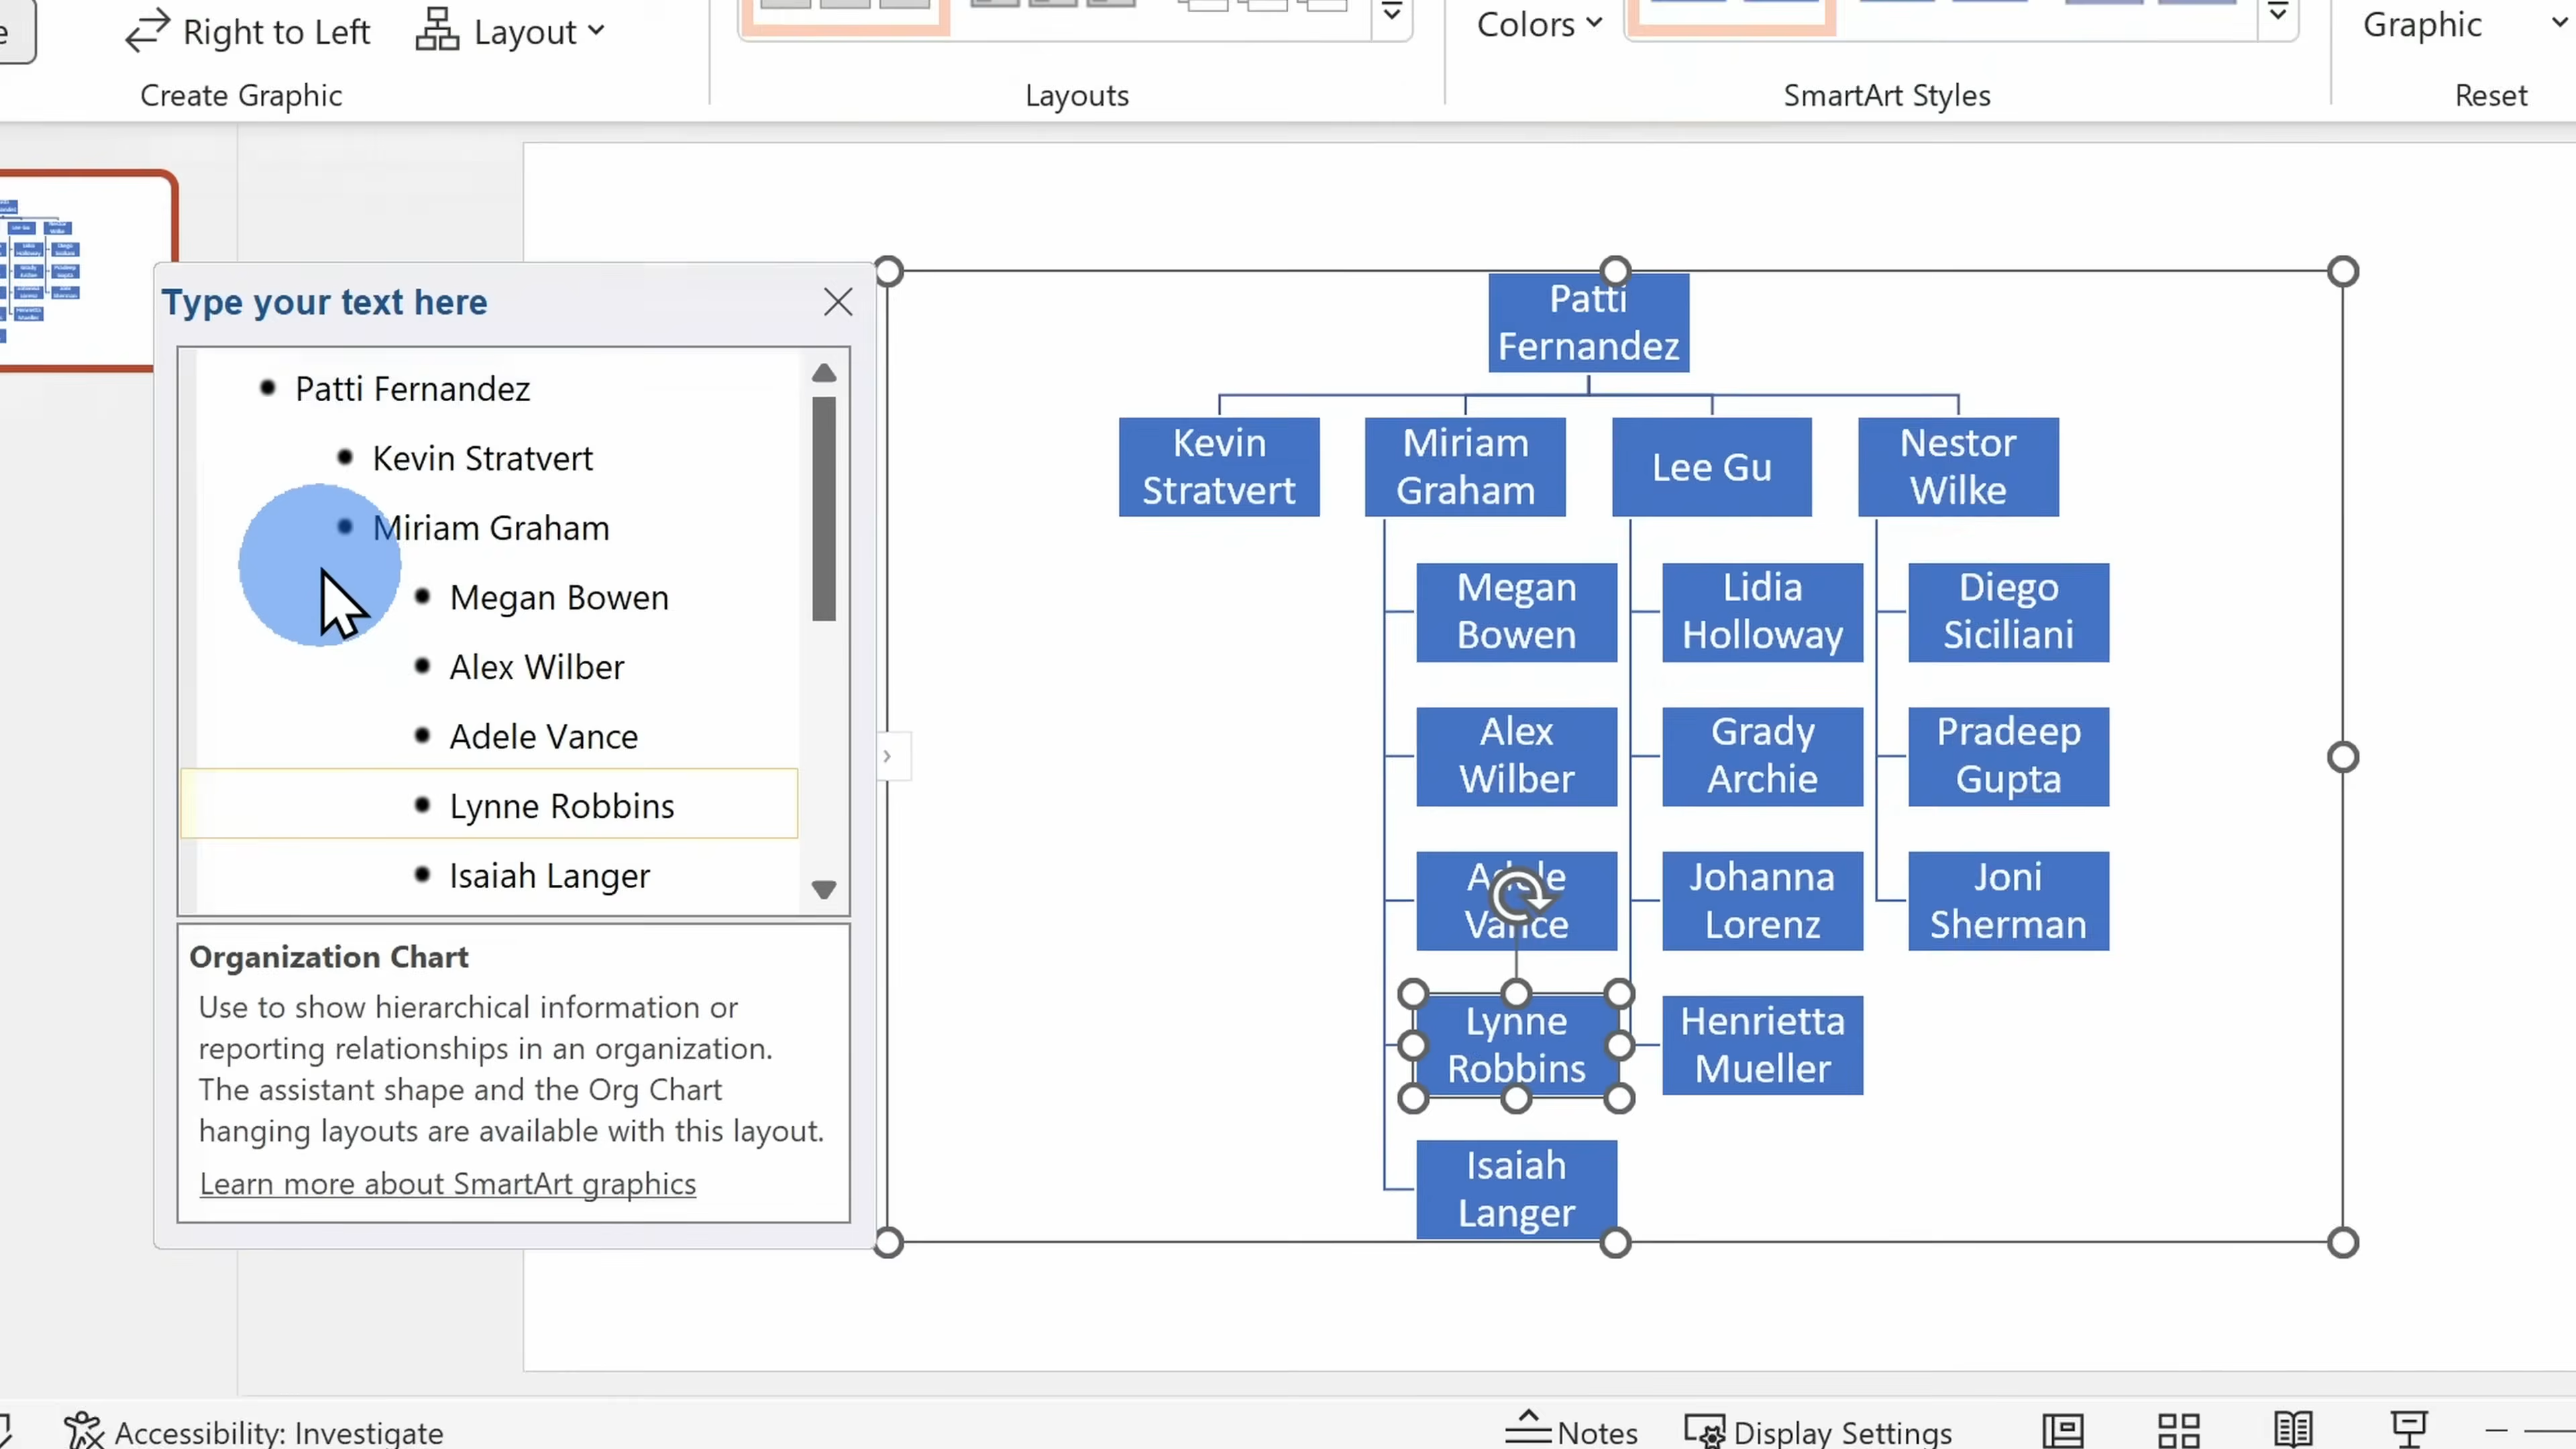 Right to Left
Layout
Colors
Graphic
Create Graphic
Layouts
SmartArt Styles
Reset
Type your text here
Patti Fernandez
Kevin Stratvert
Miriam Graham
Megan Bowen
Alex Wilber
Adele Vance
Lynne Robbins
Isaiah Langer
Organization Chart
Use to show hierarchical information or
reporting relationships in an organization.
The assistant shape and the Org Chart
hanging layouts are available with this layout.
Learn more about SmartArt graphics
Patti
Fernandez
Kevin
Stratvert
Miriam
Graham
Lee Gu
Nestor
Wilke
Megan
Bowen
Lidia
Holloway
Diego
Siciliani
Alex
Wilber
Grady
Archie
Pradeep
Gupta
Adele
Vance
Johanna
Lorenz
Joni
Sherman
Lynne
Robbins
Henrietta
Mueller
Isaiah
Langer
Accessibility: Investigate
Notes
Display Settings